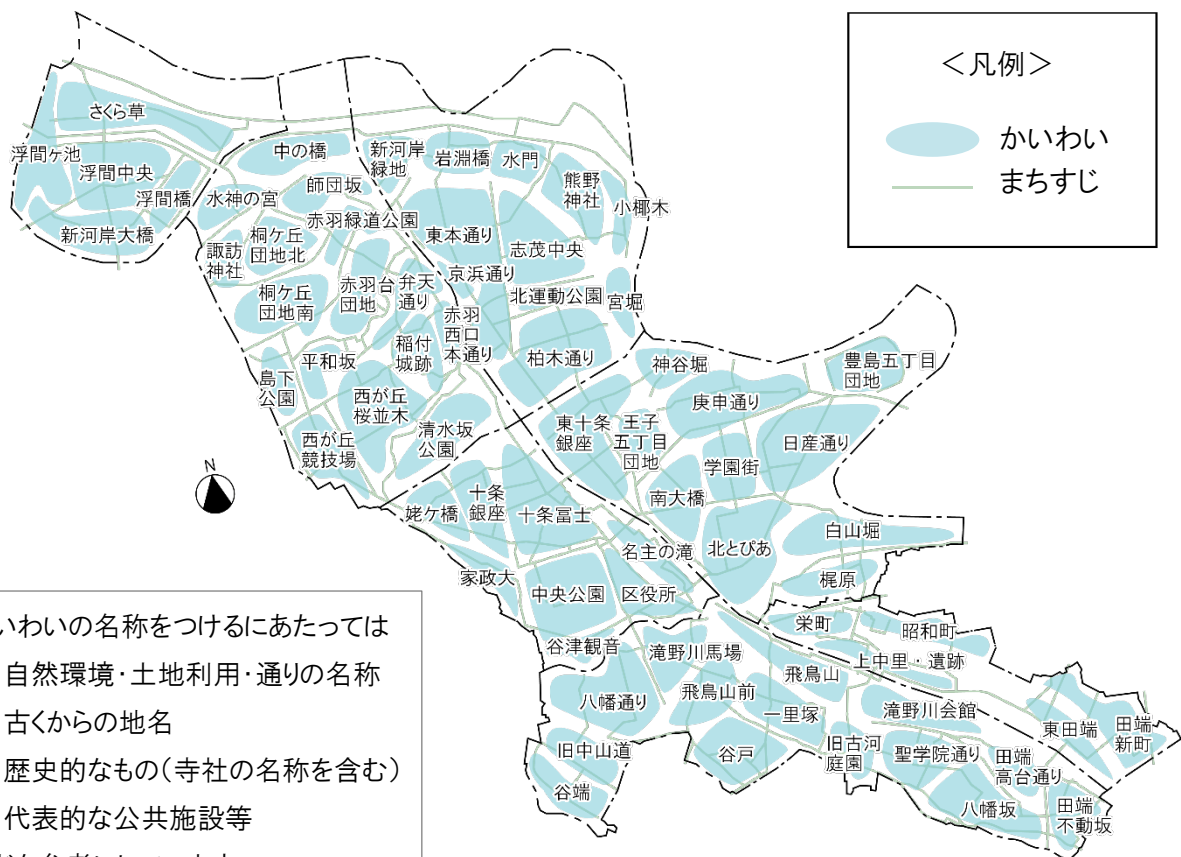 ＜凡例＞
かいわい
まちすじ
さくら草
浮間ヶ池
浮間中央
浮間橋
新河岸大橋
中の橋
新河岸
緑地
岩淵橋
水門
熊野
神社
小梛木
師団坂
水神の宮
赤羽緑道公園
桐ケ丘
団地北
諏訪
神社
東本通り
志茂中央
京浜通り
桐ケ丘
団地南
赤羽台
団地
弁天
通り
北運動公園
宮堀
赤羽
西口
本通り
稲付
城跡
柏木通り
平和坂
島下
公園
西が丘
桜並木
清水坂
公園
西が丘
競技場
神谷堀
豊島五丁目
団地
庚申通り
東十条
銀座
王子
五丁目
団地
日産通り
学園街
南大橋
N
姥ケ橋
十条
銀座
十条冨士
名主の滝
北とぴあ
白山堀
家政大
中央公園
区役所
梶原
栄町
昭和町
谷津観音
滝野川馬場
飛鳥山
上中里・遺跡
八幡通り
飛鳥山前
一里塚
滝野川会館
東田端
田端
新町
旧中山道
谷戸
旧古河
庭園
聖学院通り
田端
高台通り
谷端
八幡坂
田端
不動坂
いわいの名称をつけるにあたっては
自然環境・土地利用・通りの名称
古くからの地名
歴史的なもの（寺社の名称を含む）
代表的な公共施設等